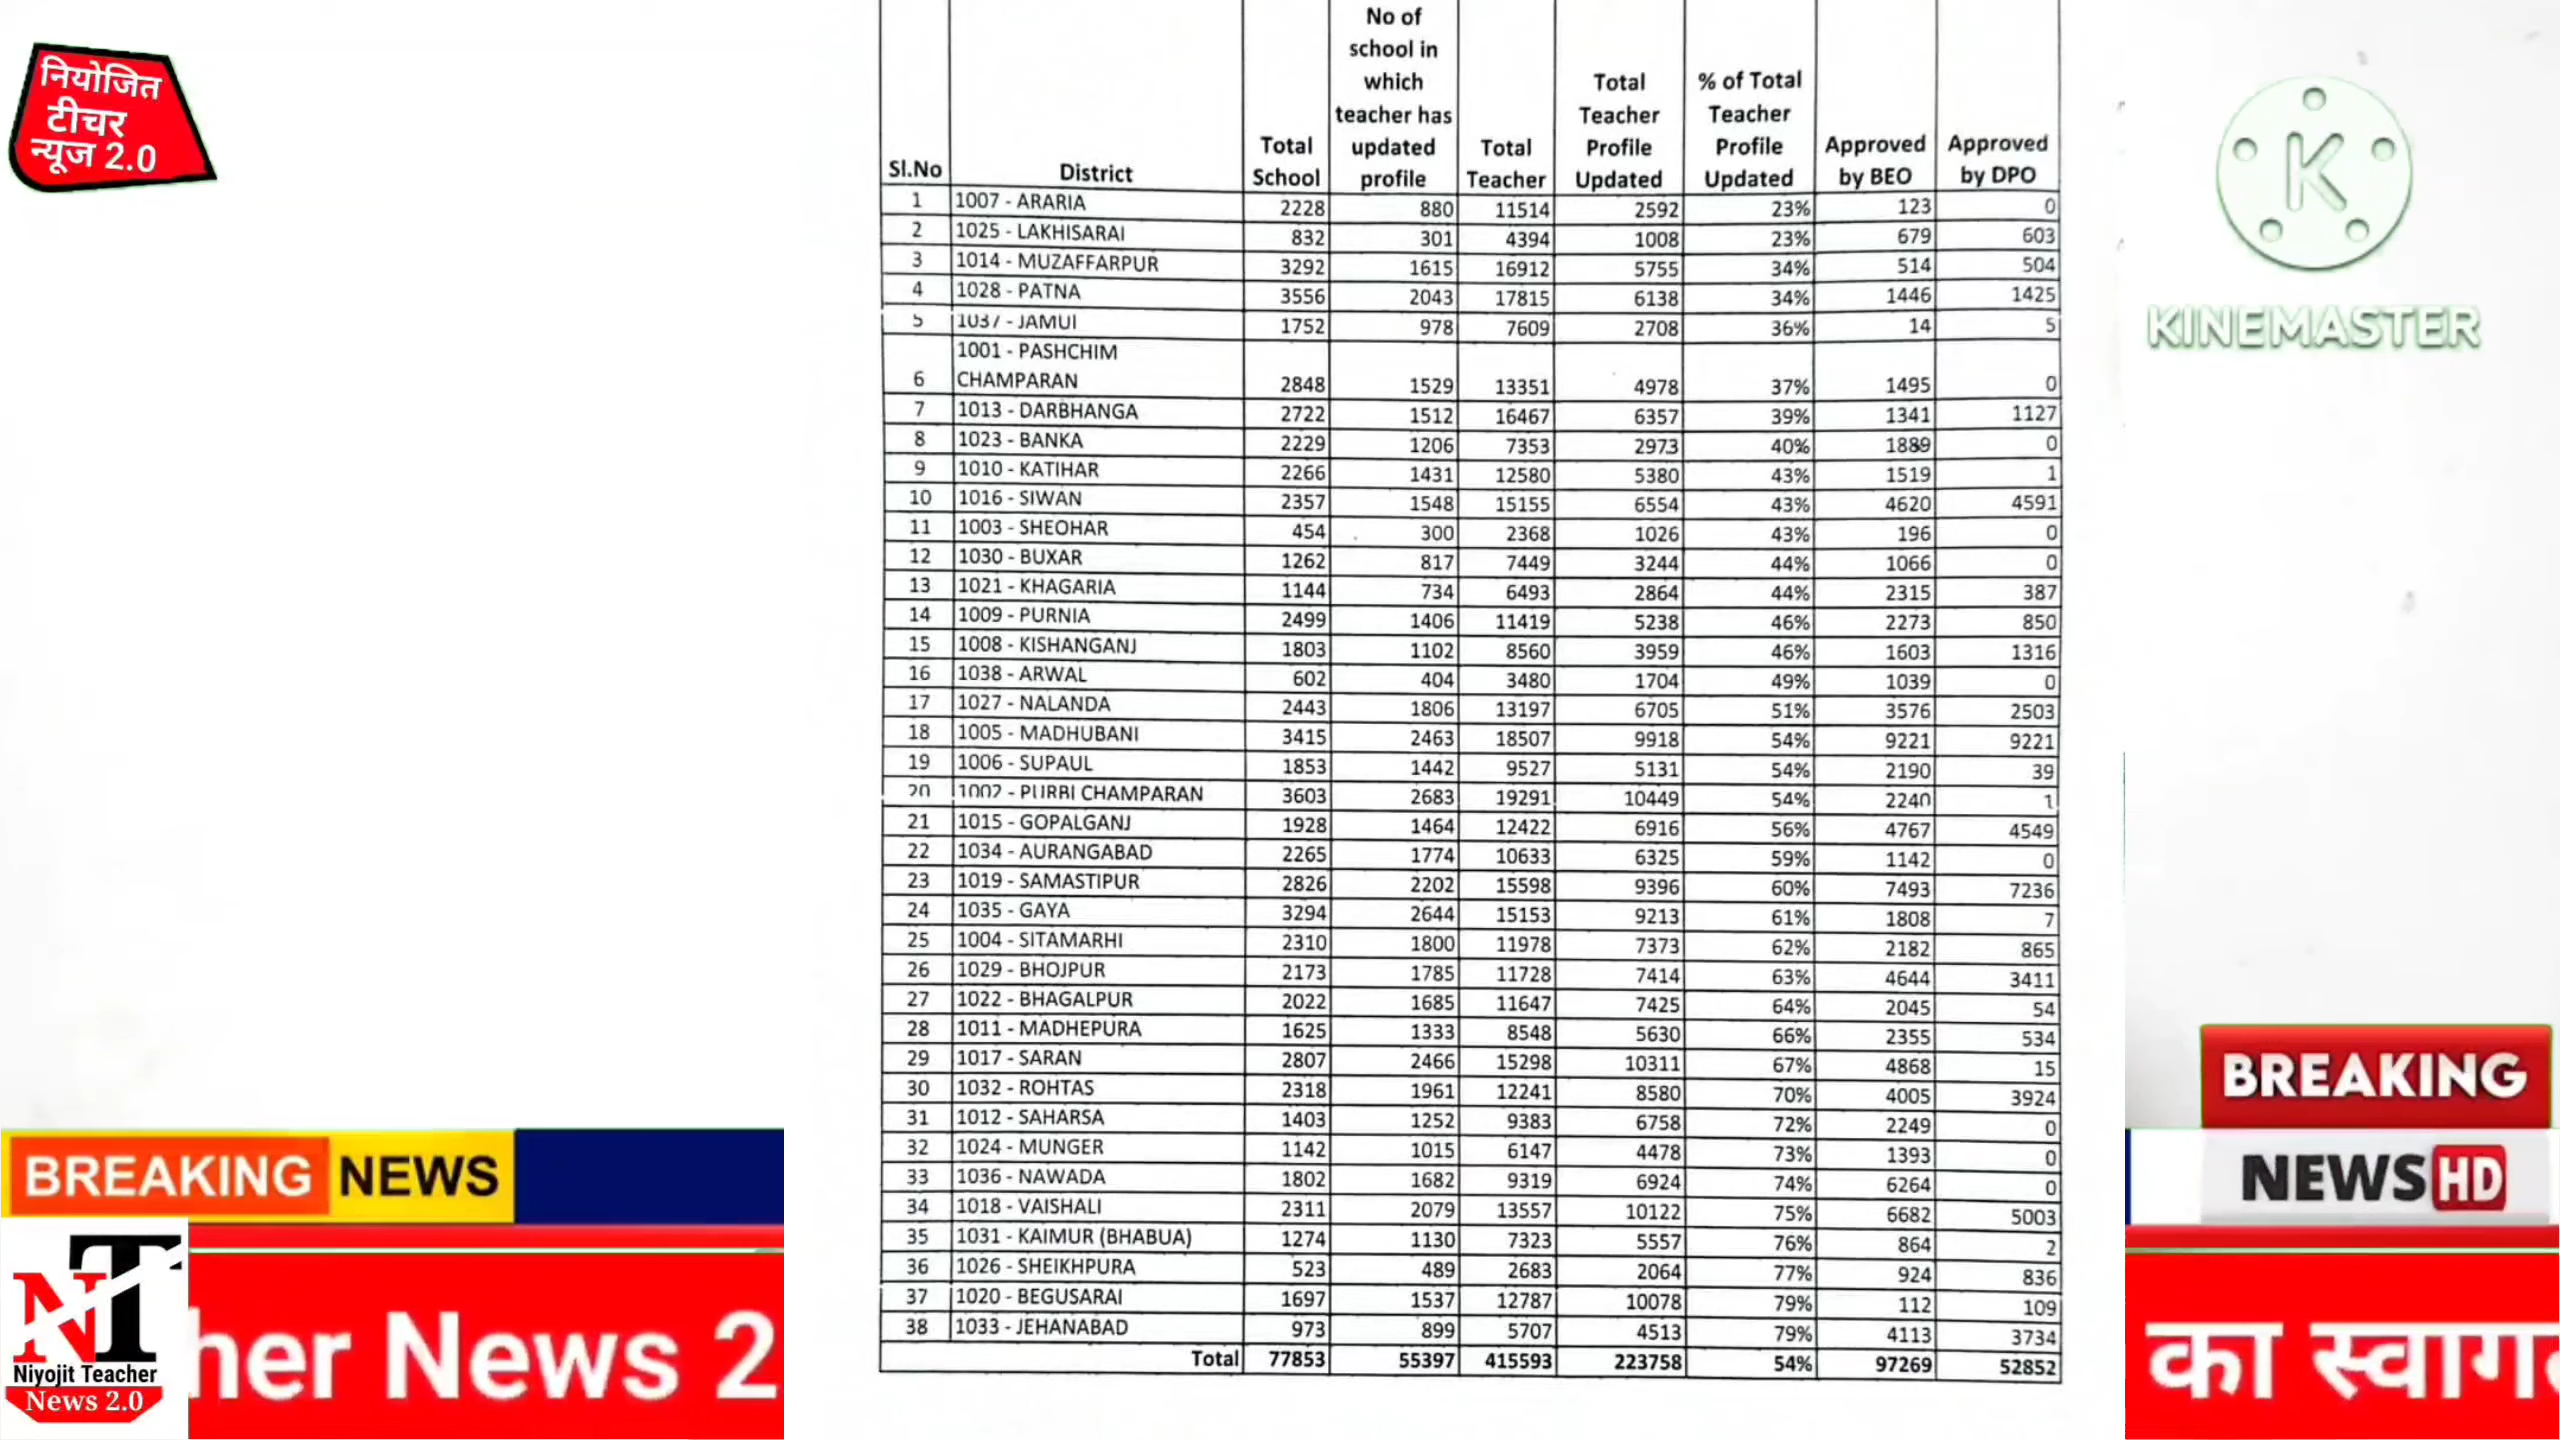 नियोजित
टीचर
न्यूज 2.0
Sl.No District Total School No of school in which teacher has updated profile Total Teacher Total Teacher Profile Updated % of Total Teacher Profile Updated Approved by BEO Approved by DPO
1 1007 - ARARIA 2228 880 11514 2592 23% 123 0
2 1025 - LAKHISARAI 832 301 4394 1008 23% 679 603
3 1014 - MUZAFFARPUR 3292 1615 16912 5755 34% 514 504
4 1028 - PATNA 3556 2043 17815 6138 34% 1446 1425
5 1037 - JAMUI 1752 978 7609 2708 36% 14 5
6 1001 - PASHCHIM CHAMPARAN 2848 1529 13351 4978 37% 1495 0
7 1013 - DARBHANGA 2722 1512 16467 6357 39% 1341 1127
8 1023 - BANKA 2229 1206 7353 2973 40% 1889 0
9 1010 - KATIHAR 2266 1431 12580 5380 43% 1519 1
10 1016 - SIWAN 2357 1548 15155 6554 43% 4620 4591
11 1003 - SHEOHAR 454 300 2368 1026 43% 196 0
12 1030 - BUXAR 1262 817 7449 3244 44% 1066 0
13 1021 - KHAGARIA 1144 734 6493 2864 44% 2315 387
14 1009 - PURNIA 2499 1406 11419 5238 46% 2273 850
15 1008 - KISHANGANJ 1803 1102 8560 3959 46% 1603 1316
16 1038 - ARWAL 602 404 3480 1704 49% 1039 0
17 1027 - NALANDA 2443 1806 13197 6705 51% 3576 2503
18 1005 - MADHUBANI 3415 2463 18507 9918 54% 9221 9221
19 1006 - SUPAUL 1853 1442 9527 5131 54% 2190 39
20 1002 - PURBI CHAMPARAN 3603 2683 19291 10449 54% 2240 1
21 1015 - GOPALGANJ 1928 1464 12422 6916 56% 4767 4549
22 1034 - AURANGABAD 2265 1774 10633 6325 59% 1142 0
23 1019 - SAMASTIPUR 2826 2202 15598 9396 60% 7493 7236
24 1035 - GAYA 3294 2644 15153 9213 61% 1808 7
25 1004 - SITAMARHI 2310 1800 11978 7373 62% 2182 865
26 1029 - BHOJPUR 2173 1785 11728 7414 63% 4644 3411
27 1022 - BHAGALPUR 2022 1685 11647 7425 64% 2045 54
28 1011 - MADHEPURA 1625 1333 8548 5630 66% 2355 534
29 1017 - SARAN 2807 2466 15298 10311 67% 4868 15
30 1032 - ROHTAS 2318 1961 12241 8580 70% 4005 3924
31 1012 - SAHARSA 1403 1252 9383 6758 72% 2249 0
32 1024 - MUNGER 1142 1015 6147 4478 73% 1393 0
33 1036 - NAWADA 1802 1682 9319 6924 74% 6264 0
34 1018 - VAISHALI 2311 2079 13557 10122 75% 6682 5003
35 1031 - KAIMUR (BHABUA) 1274 1130 7323 5557 76% 864 2
36 1026 - SHEIKHPURA 523 489 2683 2064 77% 924 836
37 1020 - BEGUSARAI 1697 1537 12787 10078 79% 112 109
38 1033 - JEHANABAD 973 899 5707 4513 79% 4113 3734
Total 77853 55397 415593 223758 54% 97269 52852
K
KINEMASTER
BREAKING NEWS
NT
Niyojit Teacher
News 2.0
her News 2
BREAKING
NEWS HD
का स्वाग